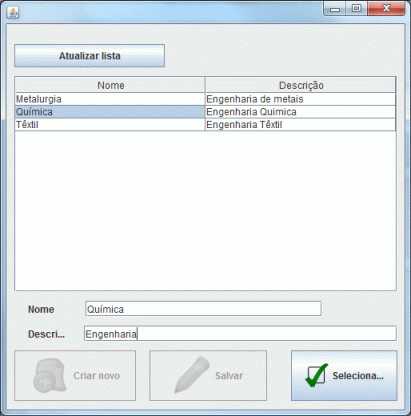 Atualizar lista
Nome Descrição
Metalurgia Engenharia de metais
Química Engenharia Quimica
Têxtil Engenharia Têxtil
Nome Química
Descri... Engenharia
Criar novo Salvar Seleciona...